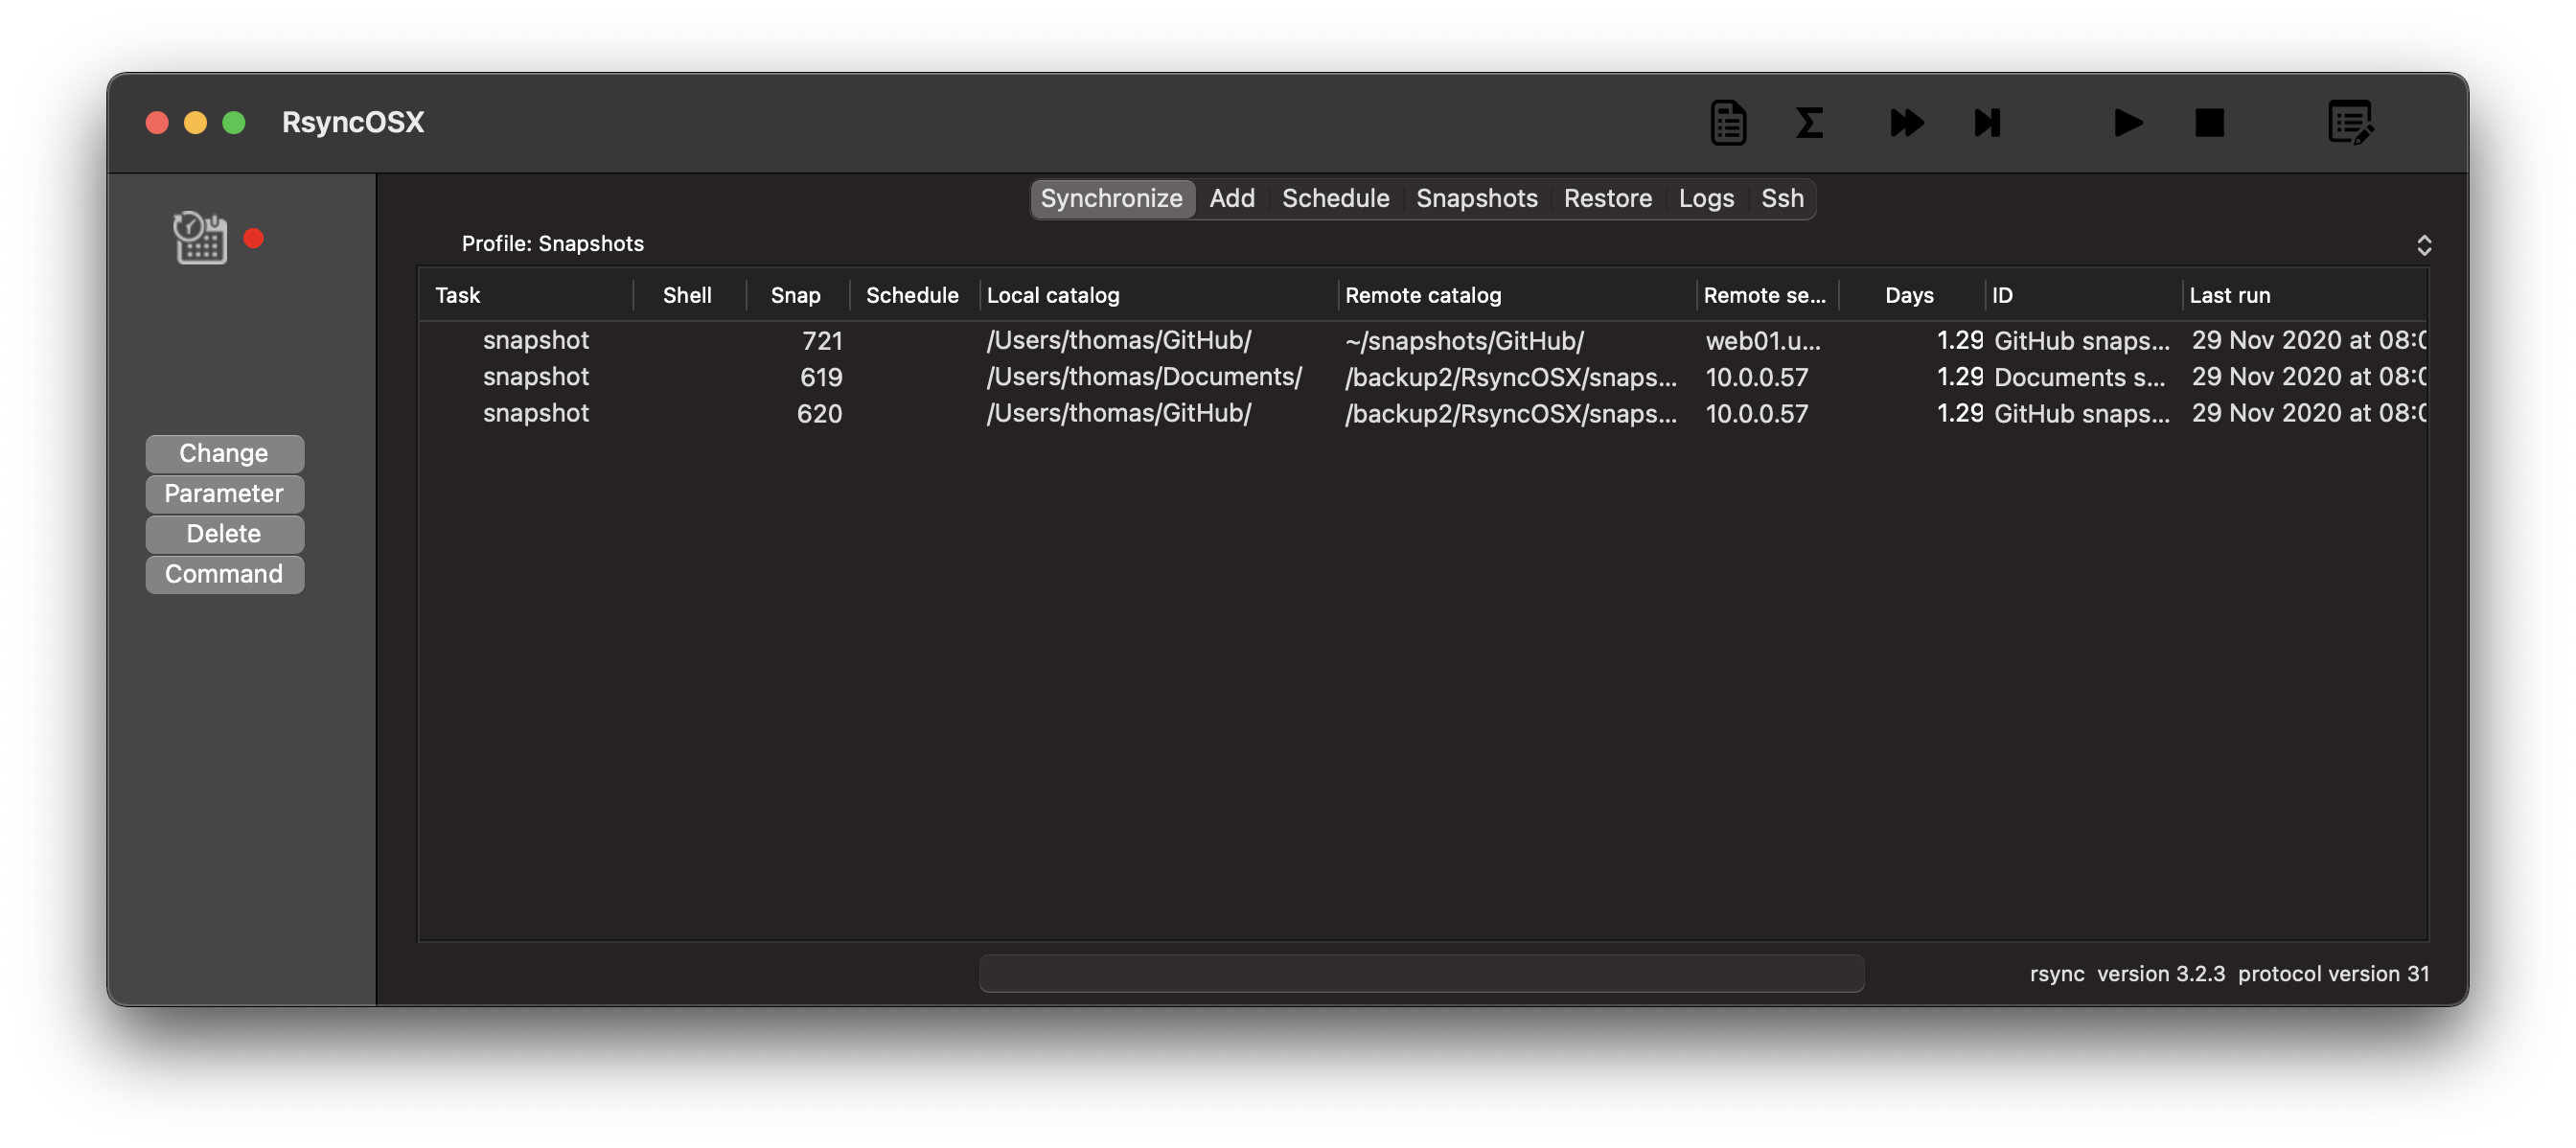 RsyncOSX
Synchronize Add Schedule Snapshots Restore Logs Ssh
Profile: Snapshots
Task Shell Snap Schedule Local catalog Remote catalog Remote se... Days ID Last run
snapshot 721 /Users/thomas/GitHub/ ~/snapshots/GitHub/ web01.u... 1.29 GitHub snaps... 29 Nov 2020 at 08:0
snapshot 619 /Users/thomas/Documents/ /backup2/RsyncOSX/snaps... 10.0.0.57 1.29 Documents s... 29 Nov 2020 at 08:0
snapshot 620 /Users/thomas/GitHub/ /backup2/RsyncOSX/snaps... 10.0.0.57 1.29 GitHub snaps... 29 Nov 2020 at 08:0
Change
Parameter
Delete
Command
rsync version 3.2.3 protocol version 31